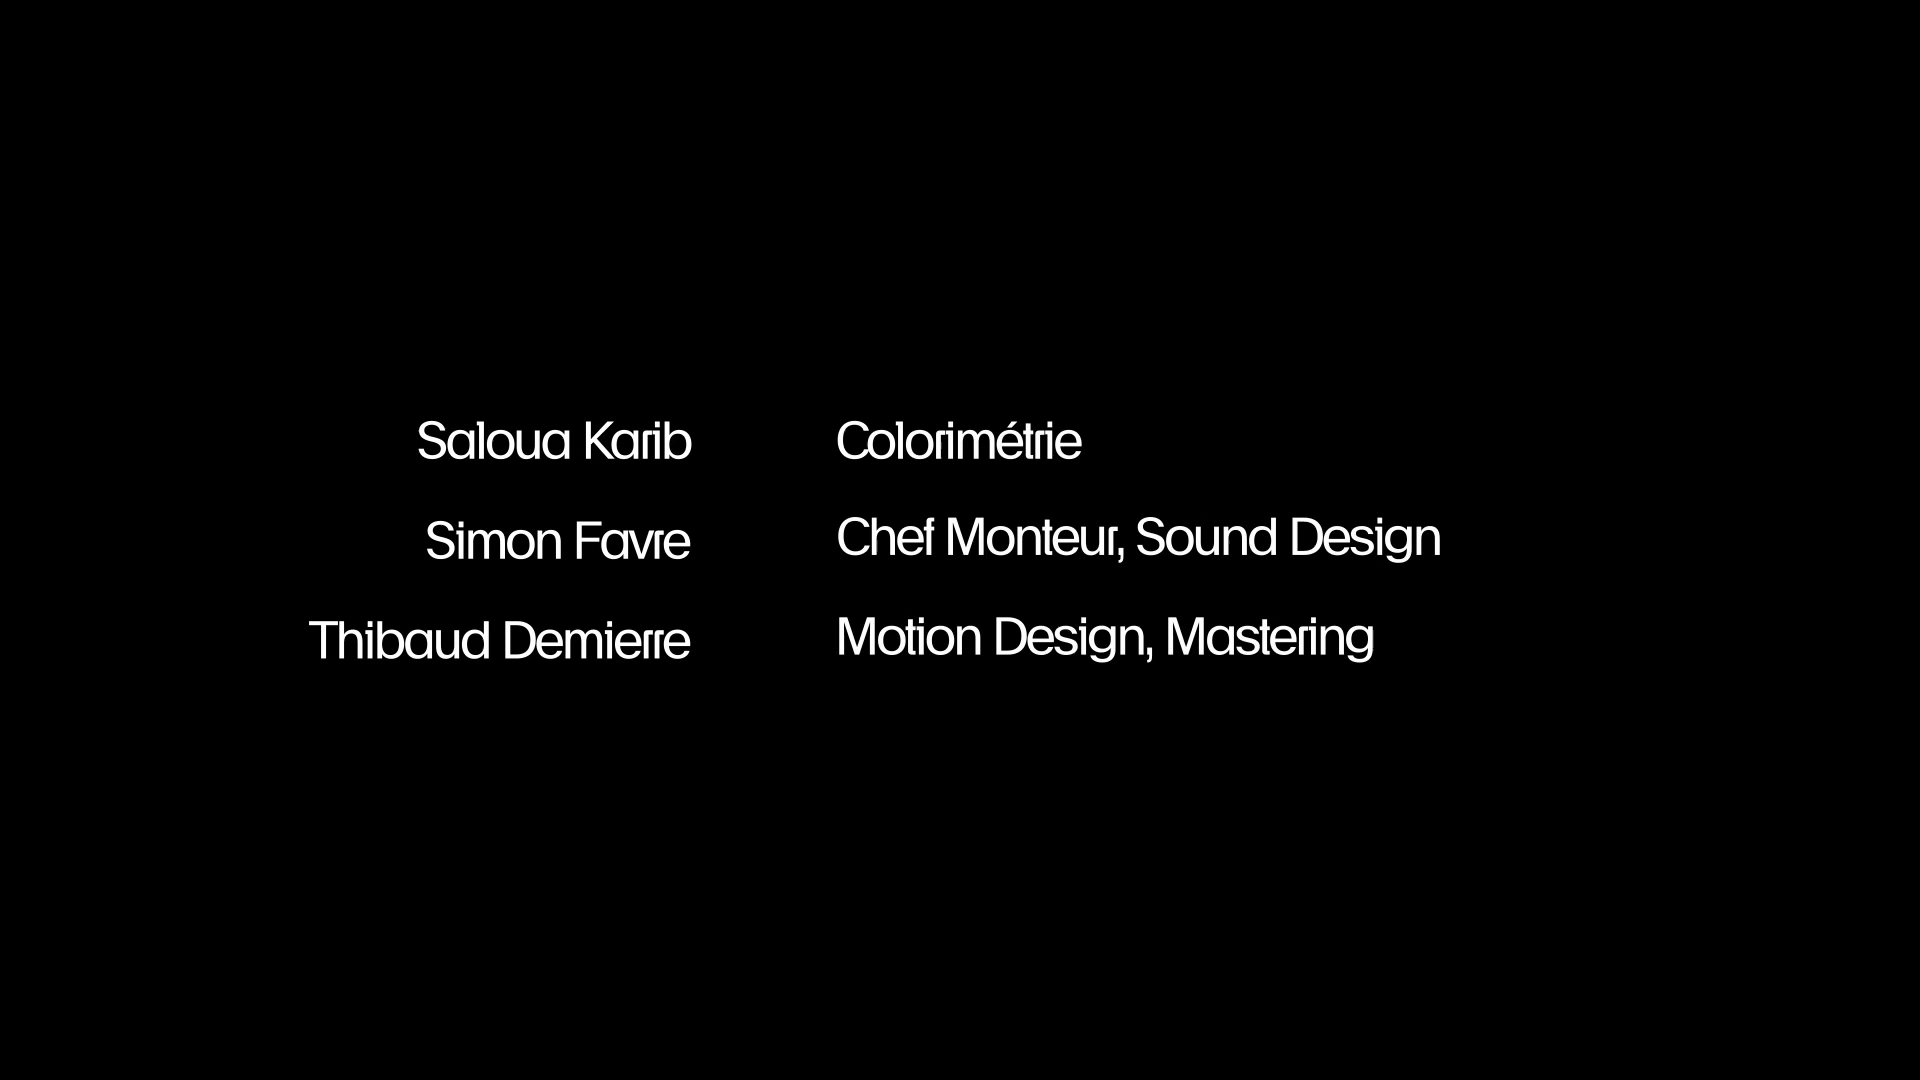 Saloua Karib Colorimétrie
Simon Favre Chef Monteur, Sound Design
Thibaud Demierre Motion Design, Mastering